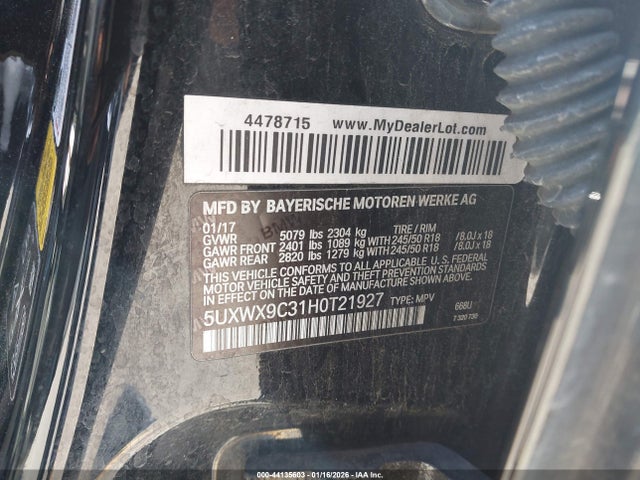 4478715 www.MyDealerLot.com
MFD BY BAYERISCHE MOTOREN WERKE AG
01/17 TIRE / RIM
GVWR 5079 lbs 2304 kg
GAWR FRONT 2401 lbs 1089 kg WITH 245/50 R18 / 8.0J x 18
GAWR REAR 2820 lbs 1279 kg WITH 245/50 R18 / 8.0J x 18
THIS VEHICLE CONFORMS TO ALL APPLICABLE U.S. FEDERAL
MOTOR VEHICLE SAFETY STANDARDS IN EFFECT ON THE
DATE OF MANUFACTURE SHOWN ABOVE.
5UXWX9C31H0T21927 TYPE: MPV 668U
7 320 730
000-44135603 - 01/16/2026 - IAA Inc.